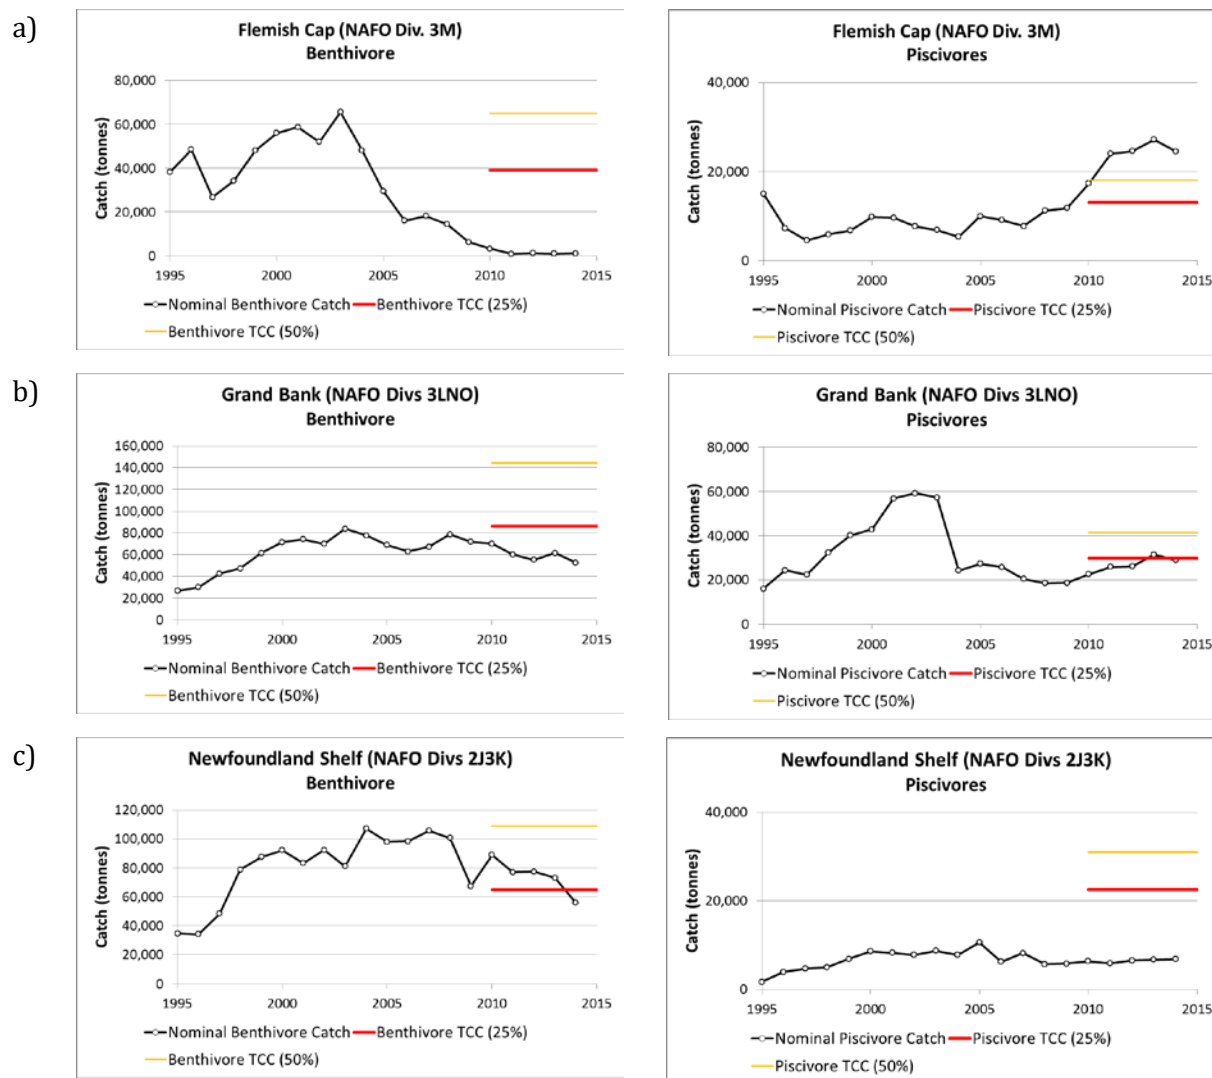 a)
Flemish Cap (NAFO Div. 3M)
Benthivore
Catch (tonnes)
80,000
60,000
40,000
20,000
0
1995 2000 2005 2010 2015
Nominal Benthivore Catch Benthivore TCC (25%)
Benthivore TCC (50%)
Flemish Cap (NAFO Div. 3M)
Piscivores
Catch (tonnes)
40,000
20,000
0
1995 2000 2005 2010 2015
Nominal Piscivore Catch Piscivore TCC (25%)
Piscivore TCC (50%)
b)
Grand Bank (NAFO Divs 3LNO)
Benthivore
Catch (tonnes)
160,000
140,000
120,000
100,000
80,000
60,000
40,000
20,000
0
1995 2000 2005 2010 2015
Nominal Benthivore Catch Benthivore TCC (25%)
Benthivore TCC (50%)
Grand Bank (NAFO Divs 3LNO)
Piscivores
Catch (tonnes)
80,000
60,000
40,000
20,000
0
1995 2000 2005 2010 2015
Nominal Piscivore Catch Piscivore TCC (25%)
Piscivore TCC (50%)
c)
Newfoundland Shelf (NAFO Divs 2J3K)
Benthivore
Catch (tonnes)
120,000
100,000
80,000
60,000
40,000
20,000
0
1995 2000 2005 2010 2015
Nominal Benthivore Catch Benthivore TCC (25%)
Benthivore TCC (50%)
Newfoundland Shelf (NAFO Divs 2J3K)
Piscivores
Catch (tonnes)
40,000
20,000
0
1995 2000 2005 2010 2015
Nominal Piscivore Catch Piscivore TCC (25%)
Piscivore TCC (50%)